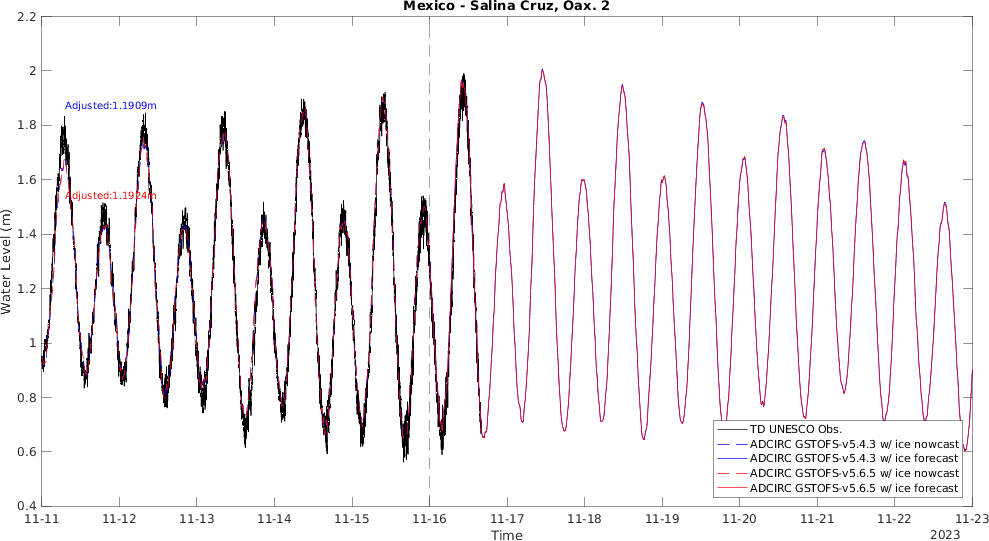 Mexico - Salina Cruz, Oax. 2
2.2
2
1.8
1.6
1.4
1.2
1
0.8
0.6
0.4
Water Level (m)
Adjusted:1.1909m
Adjusted:1.1924m
TD UNESCO Obs.
ADCIRC GSTOFS-v5.4.3 w/ ice nowcast
ADCIRC GSTOFS-v5.4.3 w/ ice forecast
ADCIRC GSTOFS-v5.6.5 w/ ice nowcast
ADCIRC GSTOFS-v5.6.5 w/ ice forecast
11-11 11-12 11-13 11-14 11-15 11-16 11-17 11-18 11-19 11-20 11-21 11-22 11-23
Time
2023